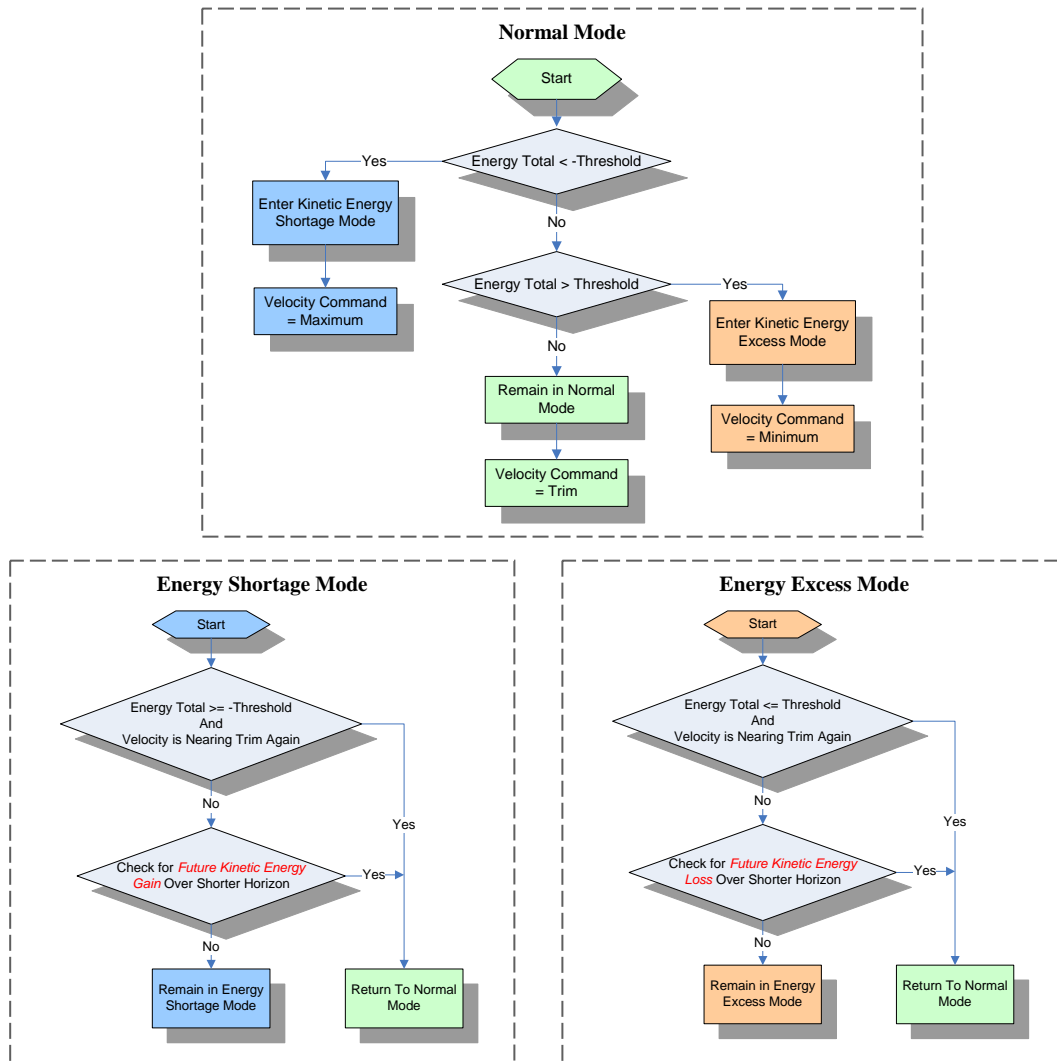 Normal Mode
Start
Energy Total < -Threshold
Yes
Enter Kinetic Energy
Shortage Mode
No
Velocity Command
= Maximum
Energy Total > Threshold
Yes
Enter Kinetic Energy
Excess Mode
No
Remain in Normal
Mode
Velocity Command
= Minimum
Velocity Command
= Trim
Energy Shortage Mode
Start
Energy Total >= -Threshold
And
Velocity is Nearing Trim Again
No
Yes
Check for Future Kinetic Energy
Gain Over Shorter Horizon
Yes
No
Remain in Energy
Shortage Mode
Return To Normal
Mode
Energy Excess Mode
Start
Energy Total <= Threshold
And
Velocity is Nearing Trim Again
No
Yes
Check for Future Kinetic Energy
Loss Over Shorter Horizon
Yes
No
Remain in Energy
Excess Mode
Return To Normal
Mode